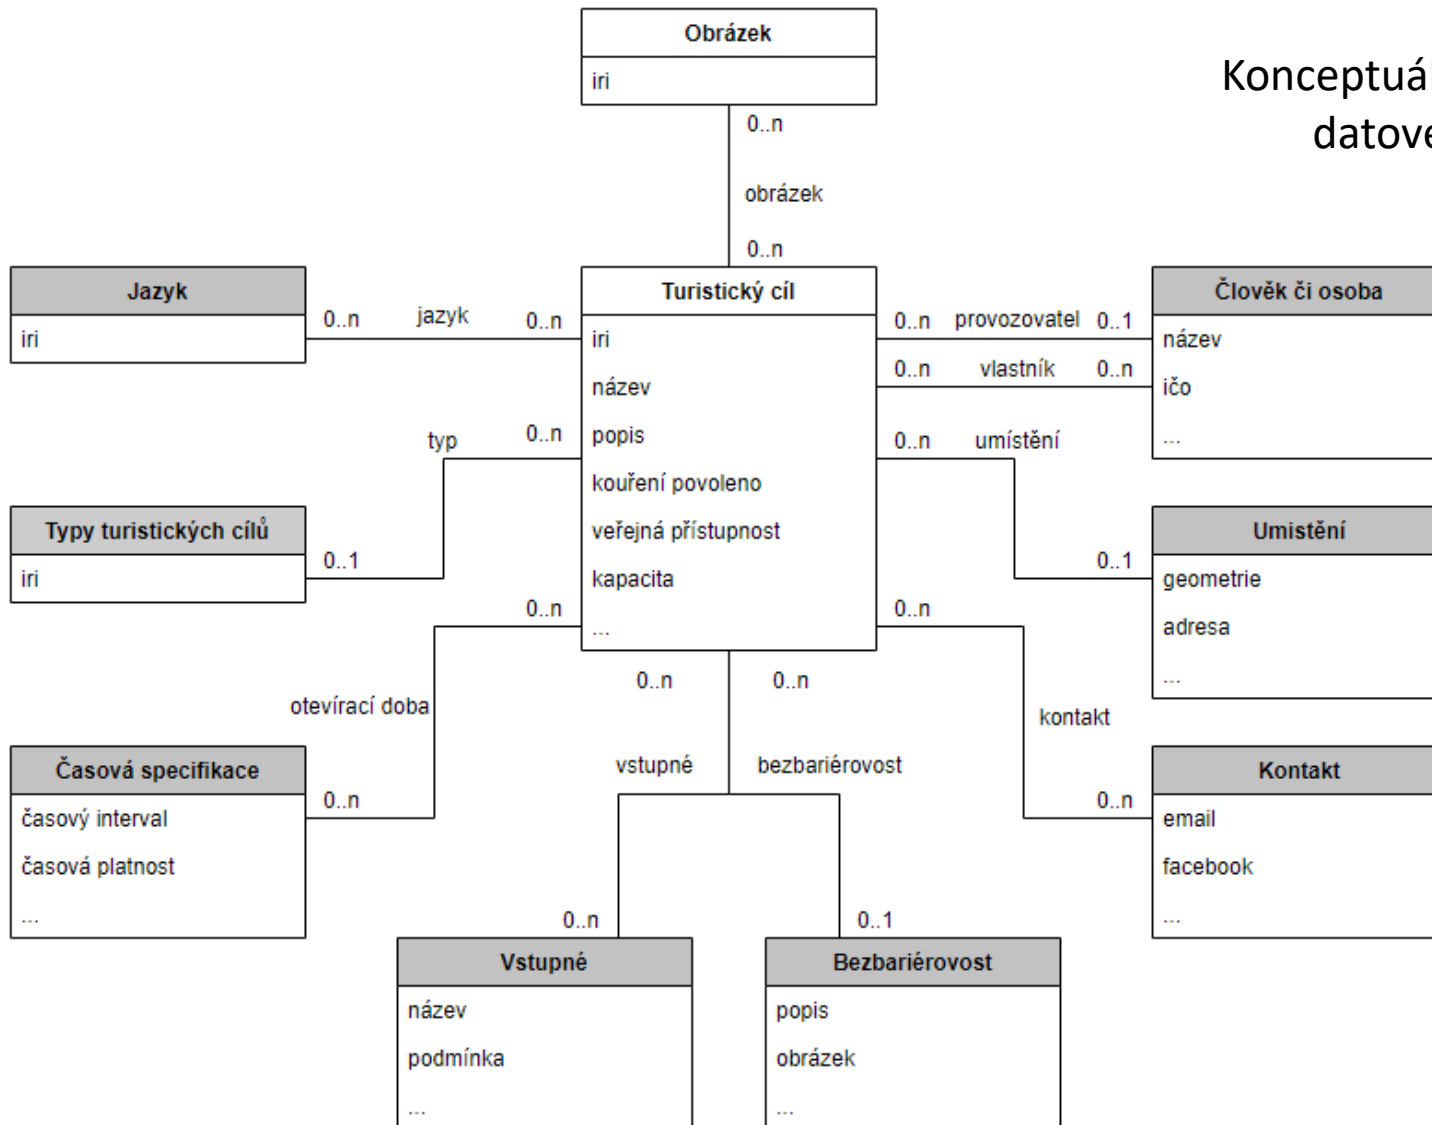 Obrázek
iri
Konceptuál
datové
0..n
obrázek
0..n
Jazyk
iri
0..n
jazyk
0..n
Turistický cíl
iri
název
popis
kouření povoleno
veřejná přístupnost
kapacita
...
0..n
provozovatel
0..1
0..n
vlastník
0..n
Člověk či osoba
název
ičo
...
typ
0..n
0..n
umístění
Typy turistických cílů
iri
0..1
0..1
Umistění
geometrie
adresa
...
0..n
0..n
otevírací doba
0..n
0..n
kontakt
Časová specifikace
časový interval
časová platnost
...
0..n
vstupné
bezbariérovost
0..n
Kontakt
email
facebook
...
0..n
0..1
Vstupné
název
podmínka
...
Bezbariérovost
popis
obrázek
...